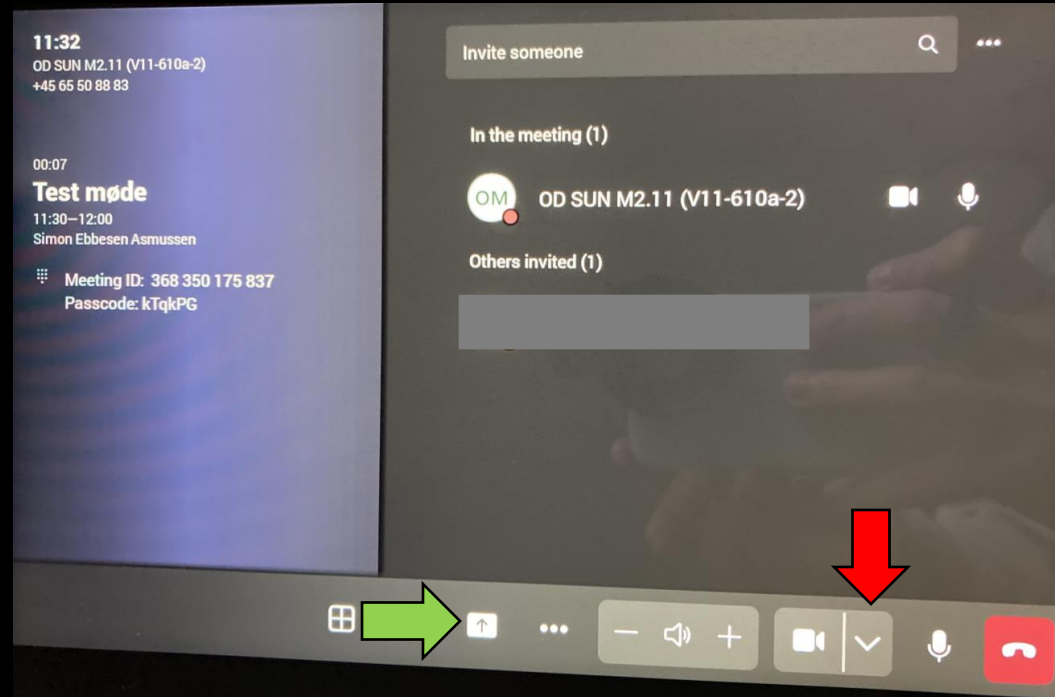 11:32
OD SUN M2.11 (V11-610a-2)
+45 65 50 88 83
00:07
Test møde
11:30–12:00
Simon Ebbesen Asmussen
Meeting ID: 368 350 175 837
Passcode: kTqkPG
Invite someone
In the meeting (1)
OM
OD SUN M2.11 (V11-610a-2)
Others invited (1)